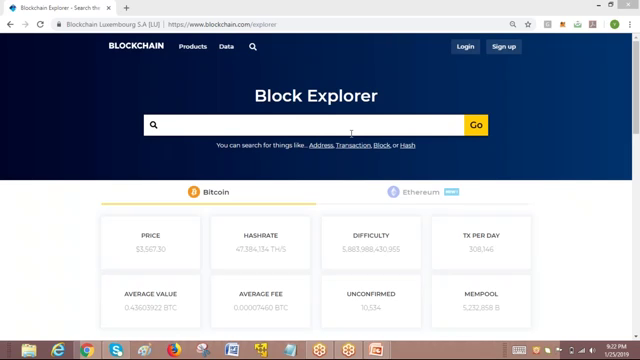 Blockchain Explorer - Search the
Blockchain Luxembourg S.A [LU] | https://www.blockchain.com/explorer
BLOCKCHAIN Products Data Login Sign up
Block Explorer
Go
You can search for things like... Address, Transaction, Block, or Hash
Bitcoin Ethereum
PRICE HASHRATE DIFFICULTY TX PER DAY
$3,567.30 47,384,134 TH/S 5,883,988,430,955 308,146
AVERAGE VALUE AVERAGE FEE UNCONFIRMED MEMPOOL
0.43603922 BTC 0.00007460 BTC 10,534 5,232,858 B
9:22 PM
1/25/2019